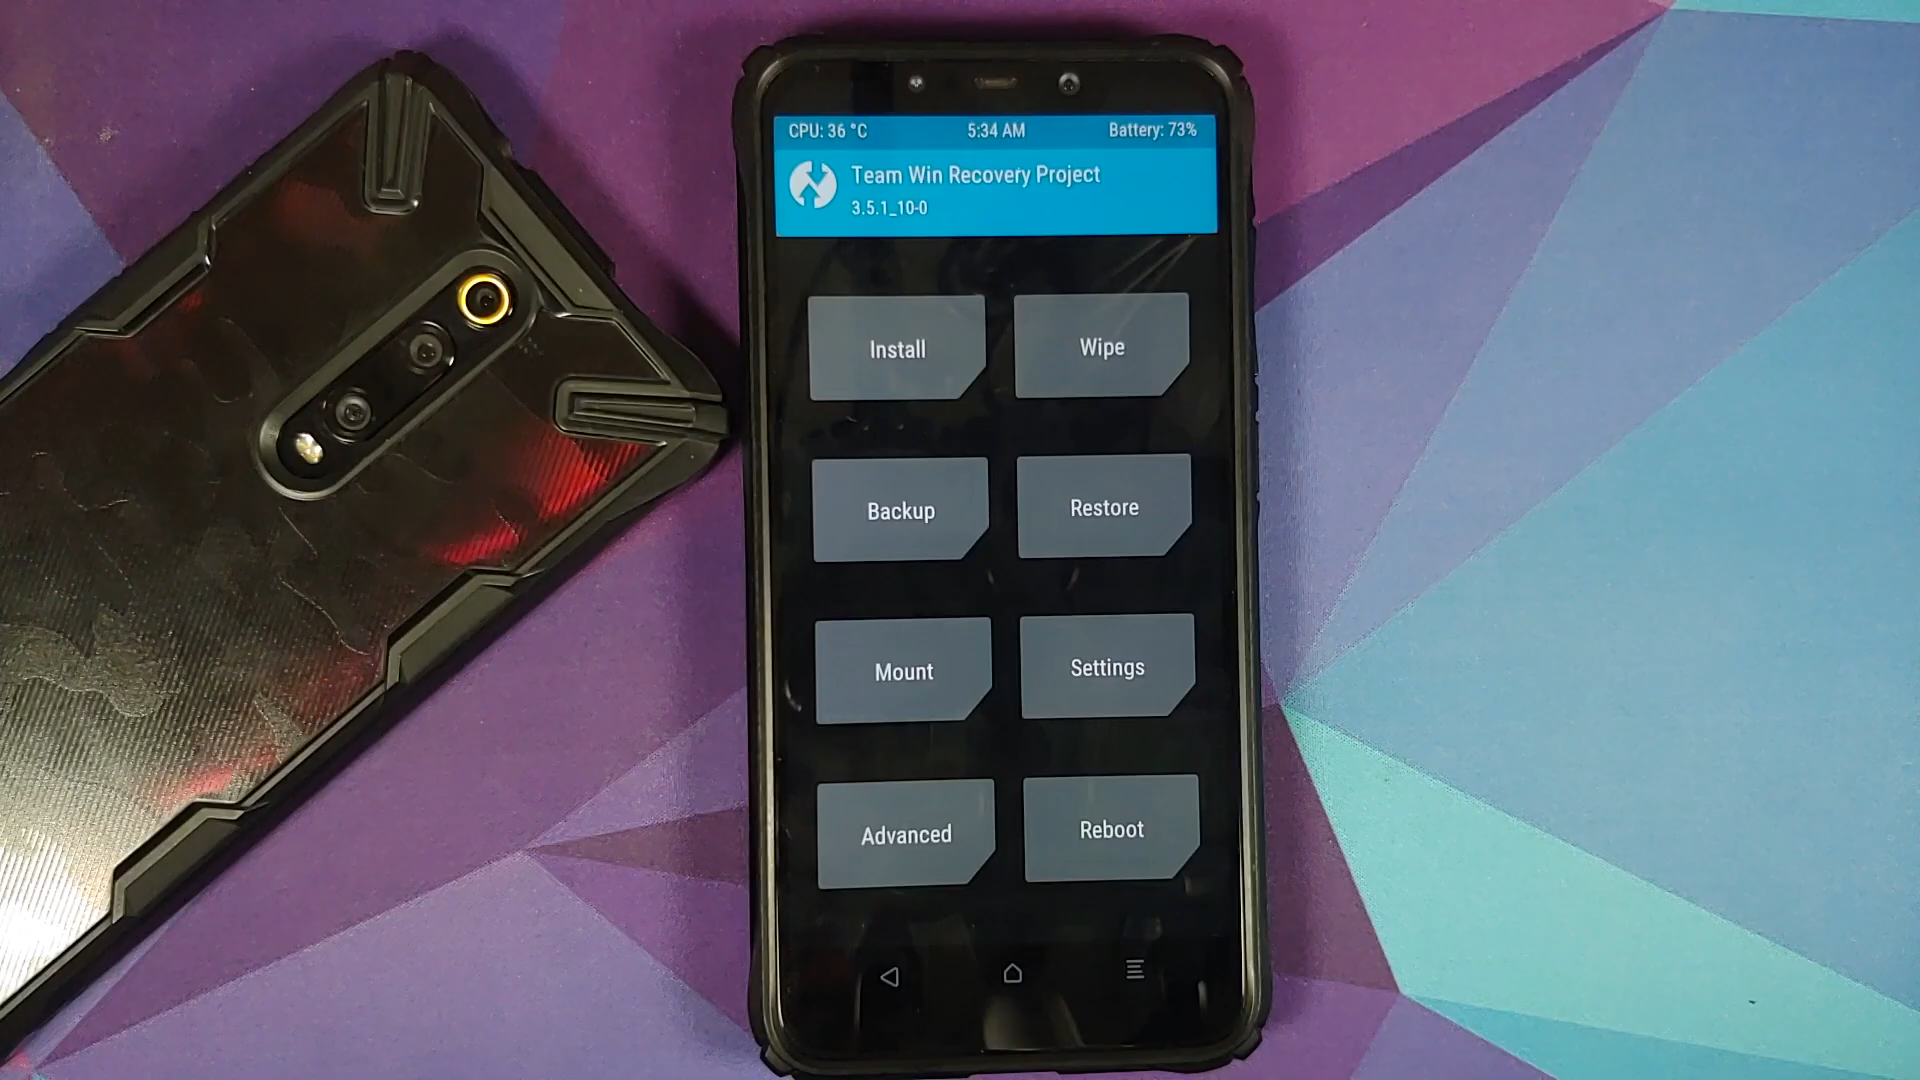 CPU: 36 °C 5:34 AM Battery: 73%
Team Win Recovery Project
3.5.1_10-0
Install Wipe
Backup Restore
Mount Settings
Advanced Reboot